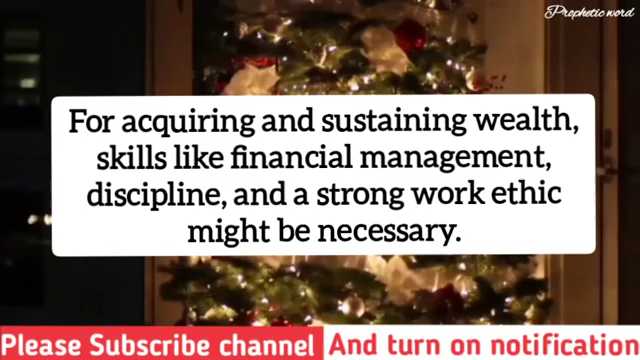 Prophetic word
For acquiring and sustaining wealth,
skills like financial management,
discipline, and a strong work ethic
might be necessary.
Please Subscribe channel And turn on notification